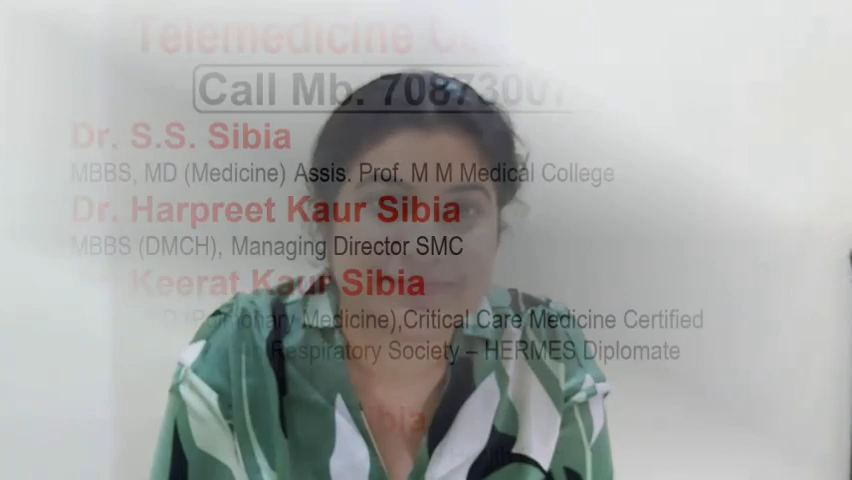 Telemedicine
Call Mb. 7087300
Dr. S.S. Sibia
MBBS, MD (Medicine) Assis. Prof. M M Medical College
Dr. Harpreet Kaur Sibia
MBBS (DMCH), Managing Director SMC
Keerat Kaur Sibia
Medicine),Critical Care Medicine Certified
Respiratory Society – HERMES Diplomate